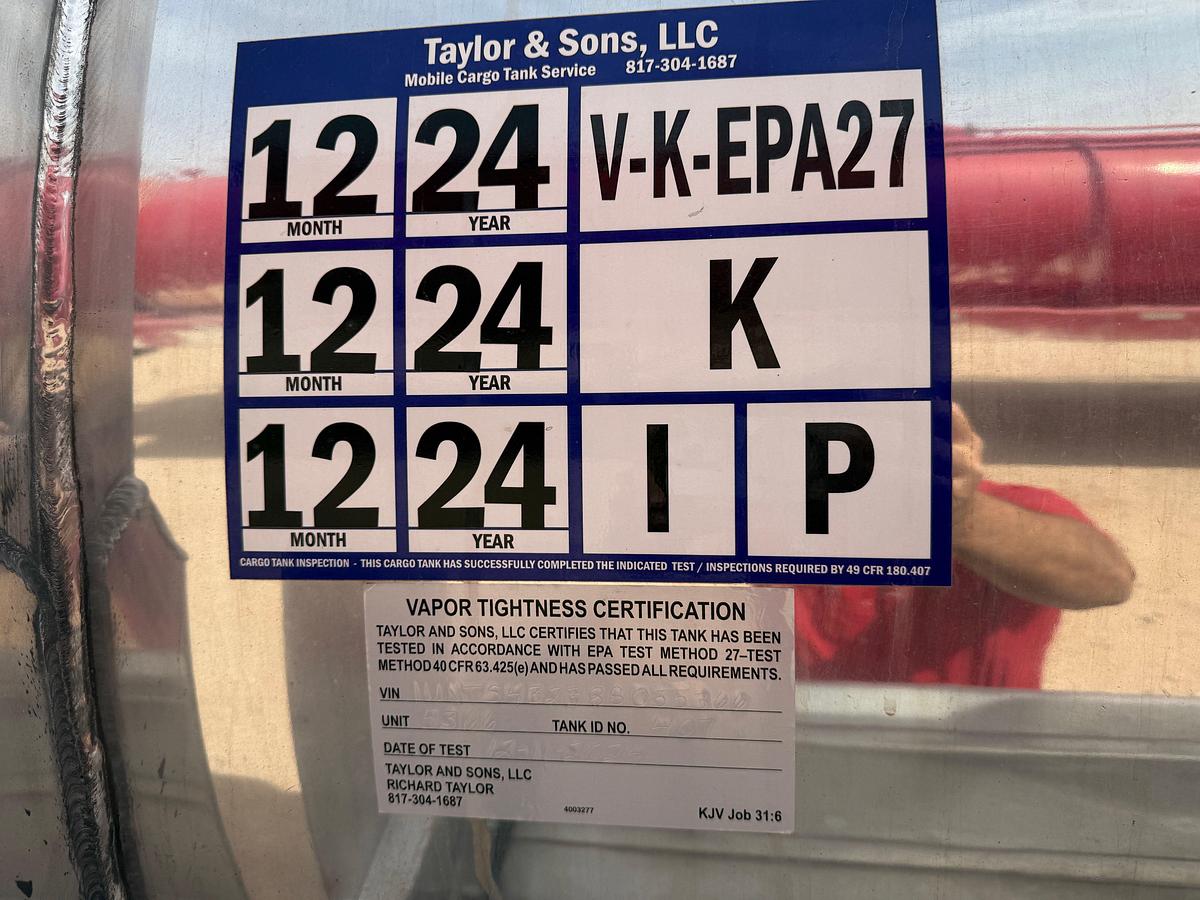 Taylor & Sons, LLC
Mobile Cargo Tank Service 817-304-1687
12 24 V-K-EPA27
MONTH YEAR
12 24 K
MONTH YEAR
12 24 I P
MONTH YEAR
CARGO TANK INSPECTION - THIS CARGO TANK HAS SUCCESSFULLY COMPLETED THE INDICATED TEST / INSPECTIONS REQUIRED BY 49 CFR 180.407
VAPOR TIGHTNESS CERTIFICATION
TAYLOR AND SONS, LLC CERTIFIES THAT THIS TANK HAS BEEN
TESTED IN ACCORDANCE WITH EPA TEST METHOD 27–TEST
METHOD 40 CFR 63.425(e) AND HAS PASSED ALL REQUIREMENTS.
VIN
UNIT TANK ID NO.
DATE OF TEST
TAYLOR AND SONS, LLC
RICHARD TAYLOR
817-304-1687
4003277
KJV Job 31:6